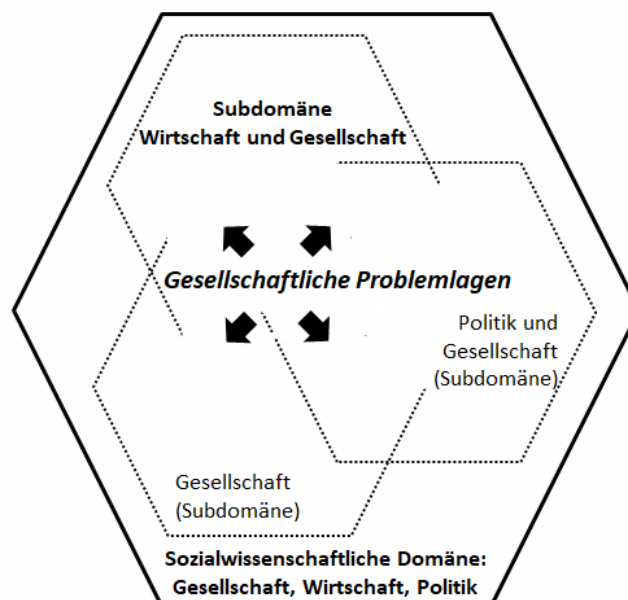 Subdomäne
Wirtschaft und Gesellschaft
Gesellschaftliche Problemlagen
Politik und
Gesellschaft
(Subdomäne)
Gesellschaft
(Subdomäne)
Sozialwissenschaftliche Domäne:
Gesellschaft, Wirtschaft, Politik